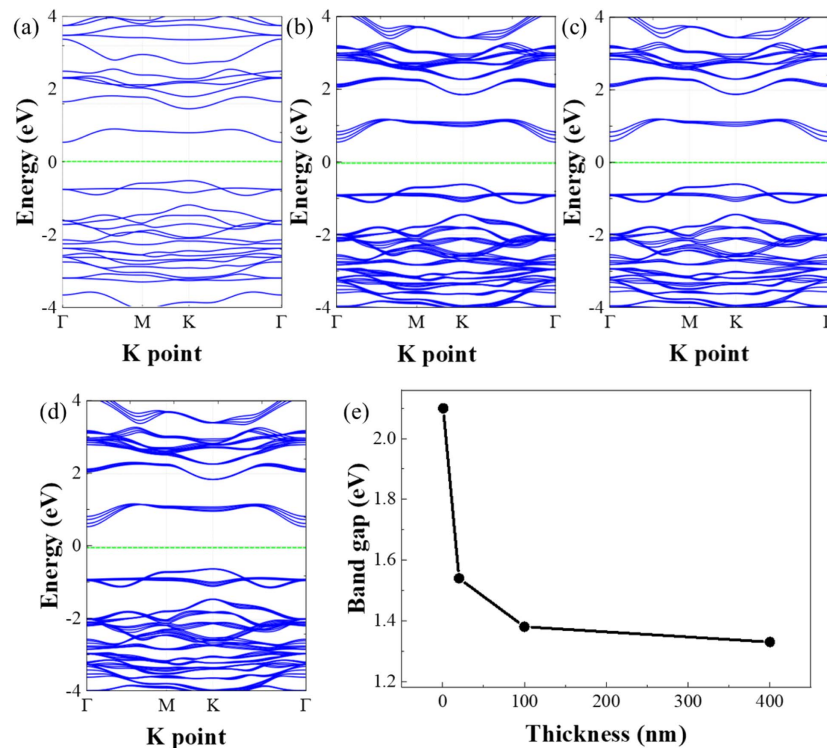 (a)
4
2
0
-2
-4
Energy (eV)
Γ M K Γ
K point
(b)
4
2
0
-2
-4
Energy (eV)
Γ M K Γ
K point
(c)
4
2
0
-2
-4
Energy (eV)
Γ M K Γ
K point
(d)
4
2
0
-2
-4
Energy (eV)
Γ M K Γ
K point
(e)
2.0
1.8
1.6
1.4
1.2
Band gap (eV)
0 100 200 300 400
Thickness (nm)